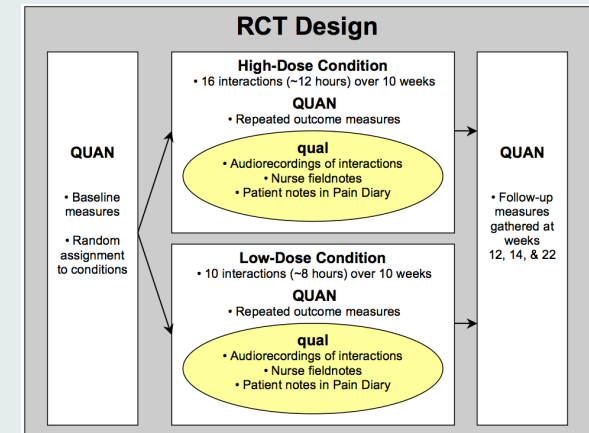 RCT Design
QUAN
• Baseline
measures
• Random
assignment
to conditions
High-Dose Condition
• 16 interactions (~12 hours) over 10 weeks
QUAN
• Repeated outcome measures
qual
• Audiorecordings of interactions
• Nurse fieldnotes
• Patient notes in Pain Diary
Low-Dose Condition
• 10 interactions (~8 hours) over 10 weeks
QUAN
• Repeated outcome measures
qual
• Audiorecordings of interactions
• Nurse fieldnotes
• Patient notes in Pain Diary
QUAN
• Follow-up
measures
gathered at
weeks
12, 14, & 22